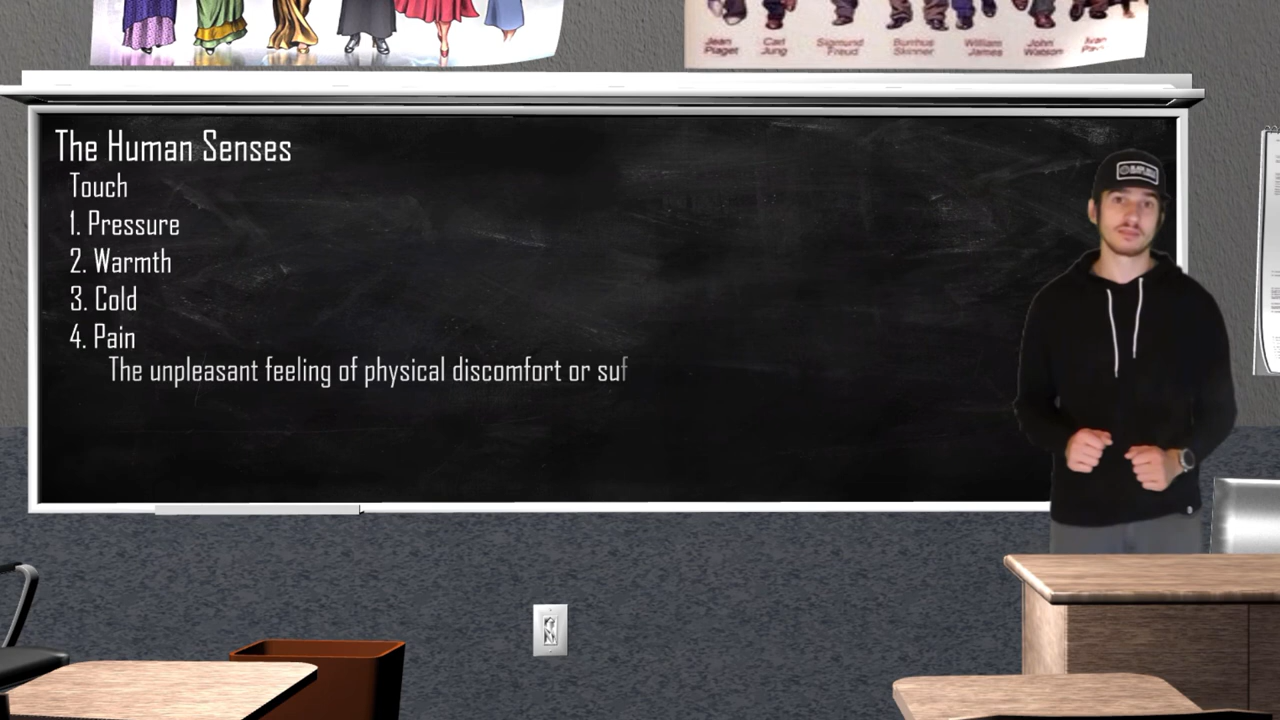 Jean Carl Sigmund Burrhus William John Ivan
Piaget Jung Freud Skinner James Watson
The Human Senses
Touch
1. Pressure
2. Warmth
3. Cold
4. Pain
The unpleasant feeling of physical discomfort or suf